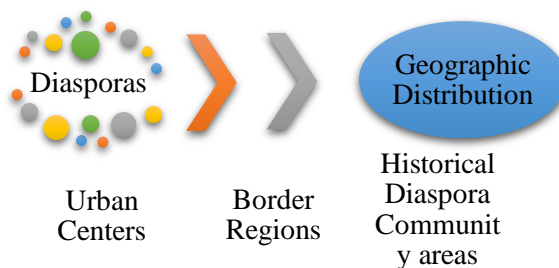 Diasporas
Geographic
Distribution
Urban
Centers
Border
Regions
Historical
Diaspora
Communit
y areas